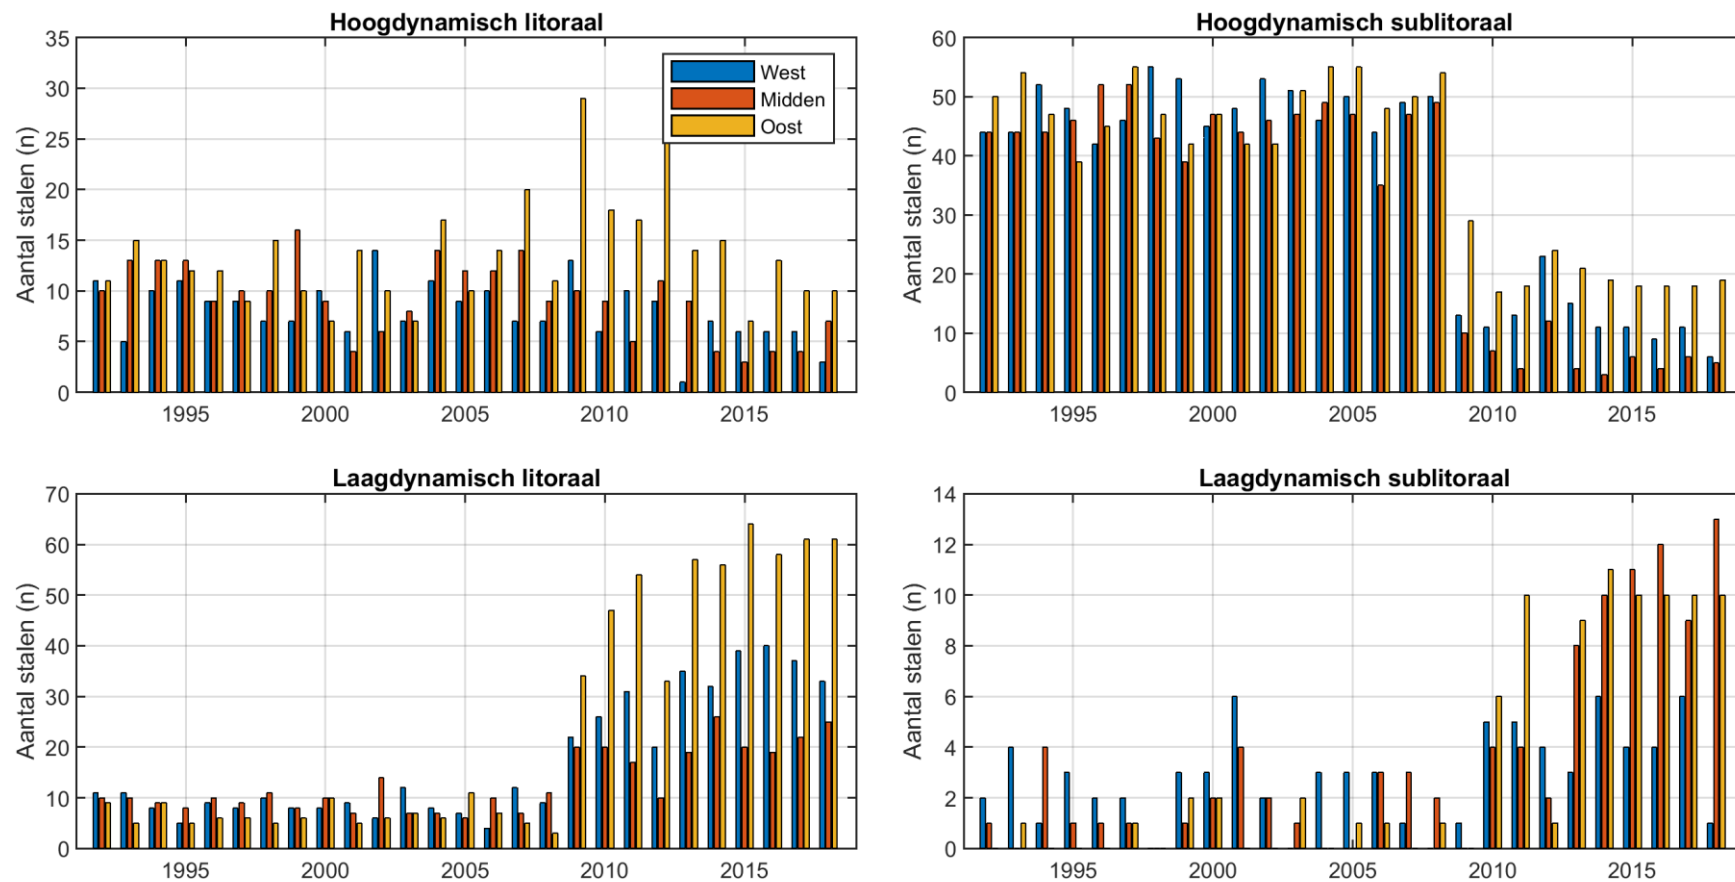 Hoogdynamisch litoraal
35
30
25
20
15
10
5
0
Aantal stalen (n)
West
Midden
Oost
1995 2000 2005 2010 2015
Hoogdynamisch sublitoraal
60
50
40
30
20
10
0
Aantal stalen (n)
1995 2000 2005 2010 2015
Laagdynamisch litoraal
70
60
50
40
30
20
10
0
Aantal stalen (n)
1995 2000 2005 2010 2015
Laagdynamisch sublitoraal
14
12
10
8
6
4
2
0
Aantal stalen (n)
1995 2000 2005 2010 2015